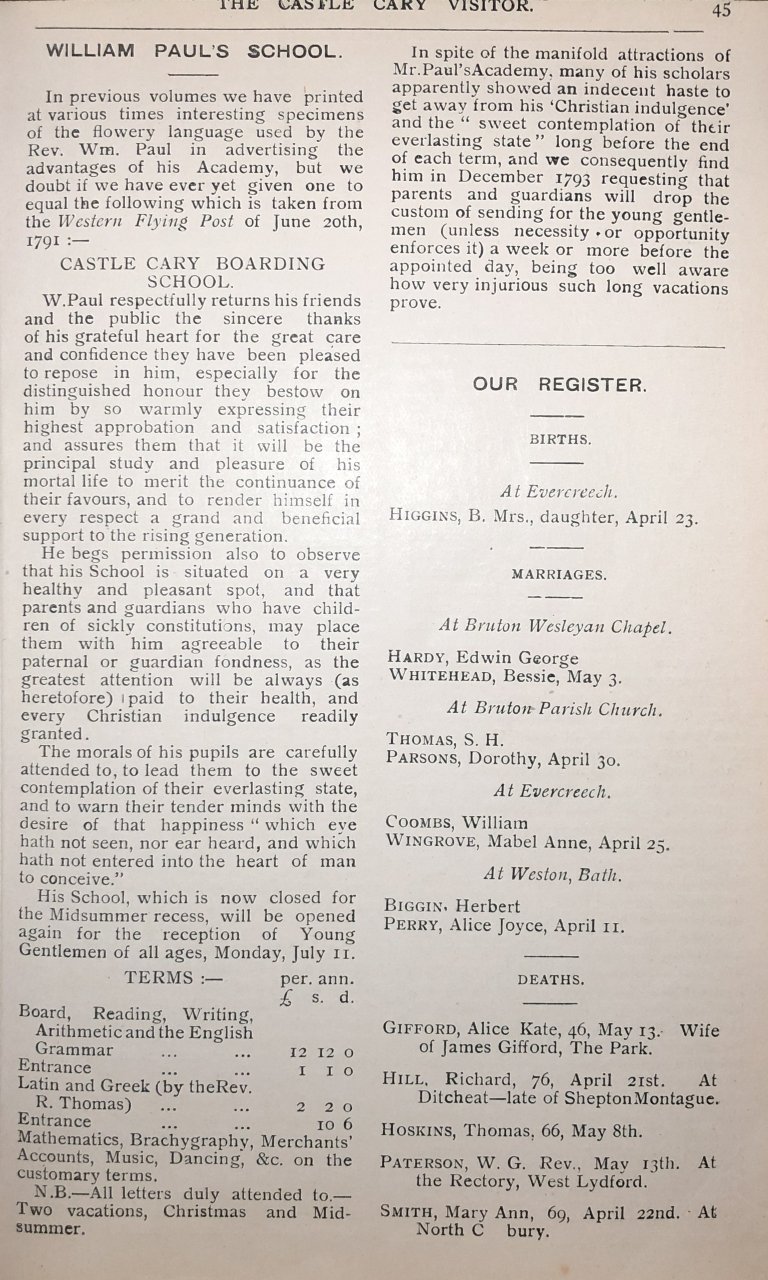 THE CASTLE CARY VISITOR. 45
WILLIAM PAUL'S SCHOOL.
In previous volumes we have printed
at various times interesting specimens
of the flowery language used by the
Rev. Wm. Paul in advertising the
advantages of his Academy, but we
doubt if we have ever yet given one to
equal the following which is taken from
the Western Flying Post of June 20th,
1791 :—
CASTLE CARY BOARDING
SCHOOL.
W.Paul respectfully returns his friends
and the public the sincere thanks
of his grateful heart for the great care
and confidence they have been pleased
to repose in him, especially for the
distinguished honour they bestow on
him by so warmly expressing their
highest approbation and satisfaction ;
and assures them that it will be the
principal study and pleasure of his
mortal life to merit the continuance of
their favours, and to render himself in
every respect a grand and beneficial
support to the rising generation.
He begs permission also to observe
that his School is situated on a very
healthy and pleasant spot, and that
parents and guardians who have child-
ren of sickly constitutions, may place
them with him agreeable to their
paternal or guardian fondness, as the
greatest attention will be always (as
heretofore) paid to their health, and
every Christian indulgence readily
granted.
The morals of his pupils are carefully
attended to, to lead them to the sweet
contemplation of their everlasting state,
and to warn their tender minds with the
desire of that happiness " which eye
hath not seen, nor ear heard, and which
hath not entered into the heart of man
to conceive."
His School, which is now closed for
the Midsummer recess, will be opened
again for the reception of Young
Gentlemen of all ages, Monday, July 11.
TERMS :— per. ann.
£ s. d.
Board, Reading, Writing,
Arithmetic and the English
Grammar ... ... 12 12 0
Entrance ... ... 1 1 0
Latin and Greek (by theRev.
R. Thomas) ... ... 2 2 0
Entrance ... ... 10 6
Mathematics, Brachygraphy, Merchants'
Accounts, Music, Dancing, &c. on the
customary terms.
N.B.—All letters duly attended to.—
Two vacations, Christmas and Mid-
summer.
In spite of the manifold attractions of
Mr.Paul'sAcademy, many of his scholars
apparently showed an indecent haste to
get away from his 'Christian indulgence'
and the " sweet contemplation of their
everlasting state " long before the end
of each term, and we consequently find
him in December 1793 requesting that
parents and guardians will drop the
custom of sending for the young gentle-
men (unless necessity or opportunity
enforces it) a week or more before the
appointed day, being too well aware
how very injurious such long vacations
prove.
OUR REGISTER.
BIRTHS.
At Evercreech.
HIGGINS, B. Mrs., daughter, April 23.
MARRIAGES.
At Bruton Wesleyan Chapel.
HARDY, Edwin George
WHITEHEAD, Bessie, May 3.
At Bruton Parish Church.
THOMAS, S. H.
PARSONS, Dorothy, April 30.
At Evercreech.
COOMBS, William
WINGROVE, Mabel Anne, April 25.
At Weston, Bath.
BIGGIN, Herbert
PERRY, Alice Joyce, April 11.
DEATHS.
GIFFORD, Alice Kate, 46, May 13. Wife
of James Gifford, The Park.
HILL, Richard, 76, April 21st. At
Ditcheat—late of SheptonMontague.
HOSKINS, Thomas, 66, May 8th.
PATERSON, W. G. Rev., May 13th. At
the Rectory, West Lydford.
SMITH, Mary Ann, 69, April 22nd. At
North C bury.